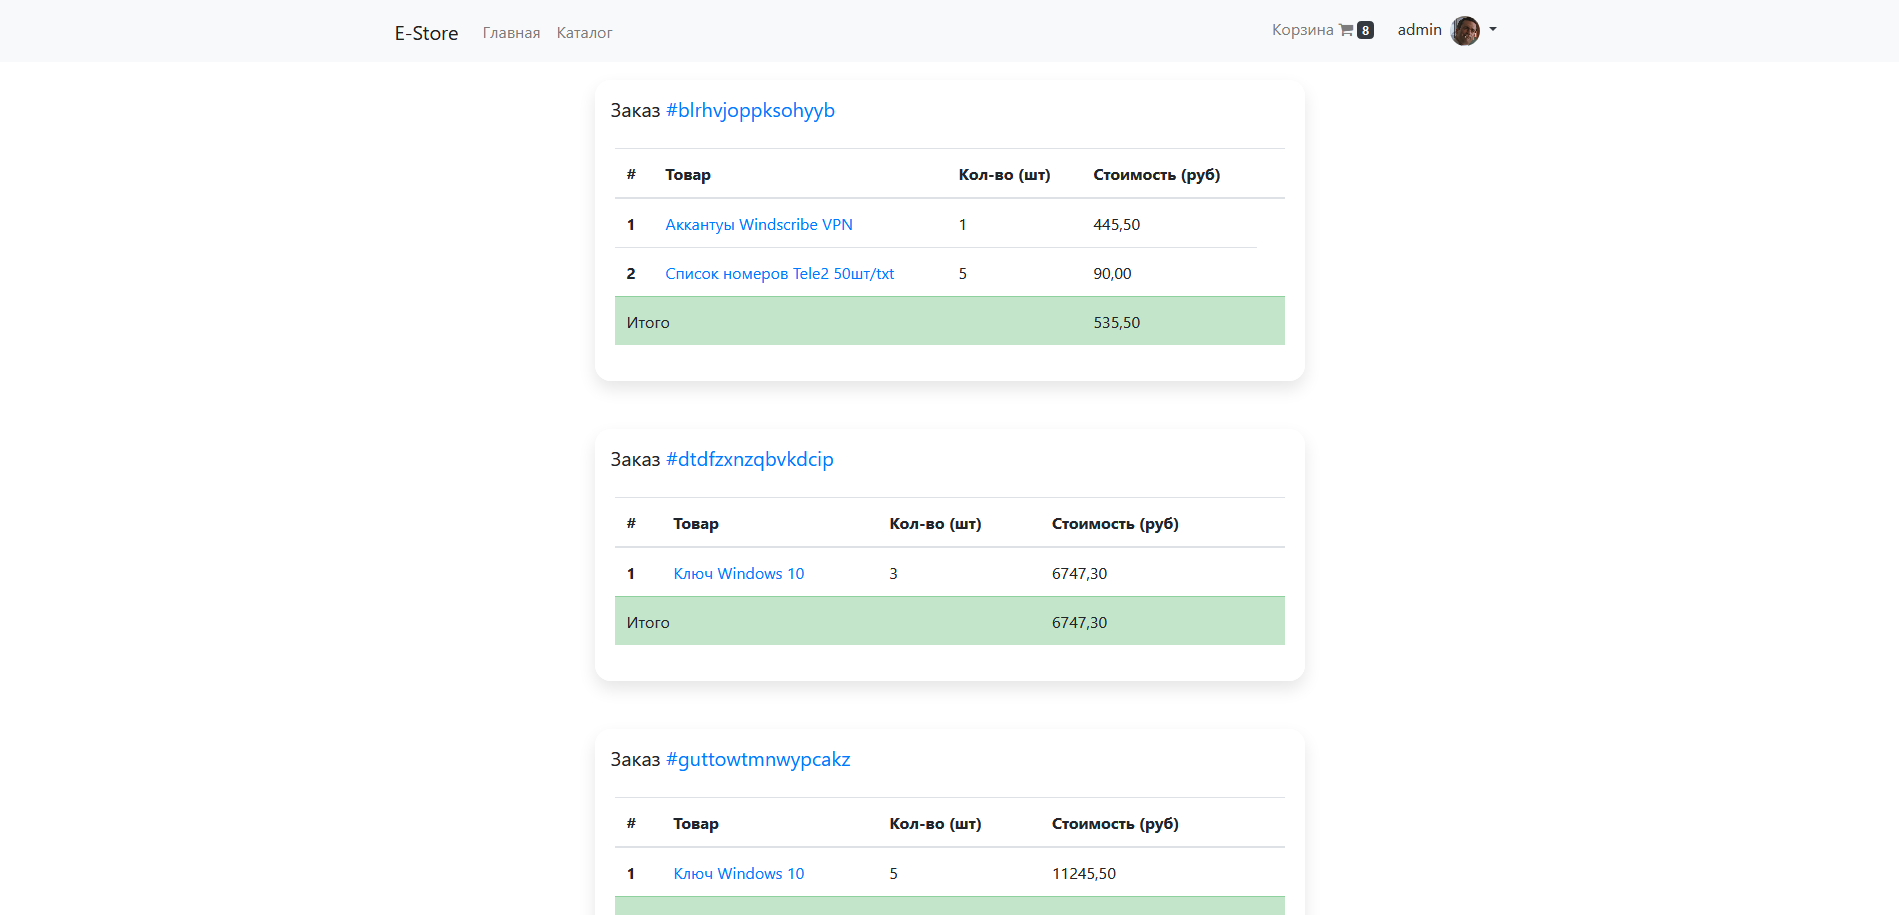 E-Store Главная Каталог Корзина 8 admin
Заказ #blrhvjoppksohyyb
# Товар Кол-во (шт) Стоимость (руб)
1 Аккантуы Windscribe VPN 1 445,50
2 Список номеров Tele2 50шт/txt 5 90,00
Итого 535,50
Заказ #dtdfzxnzqbvkdcip
# Товар Кол-во (шт) Стоимость (руб)
1 Ключ Windows 10 3 6747,30
Итого 6747,30
Заказ #guttowtmnwypcakz
# Товар Кол-во (шт) Стоимость (руб)
1 Ключ Windows 10 5 11245,50